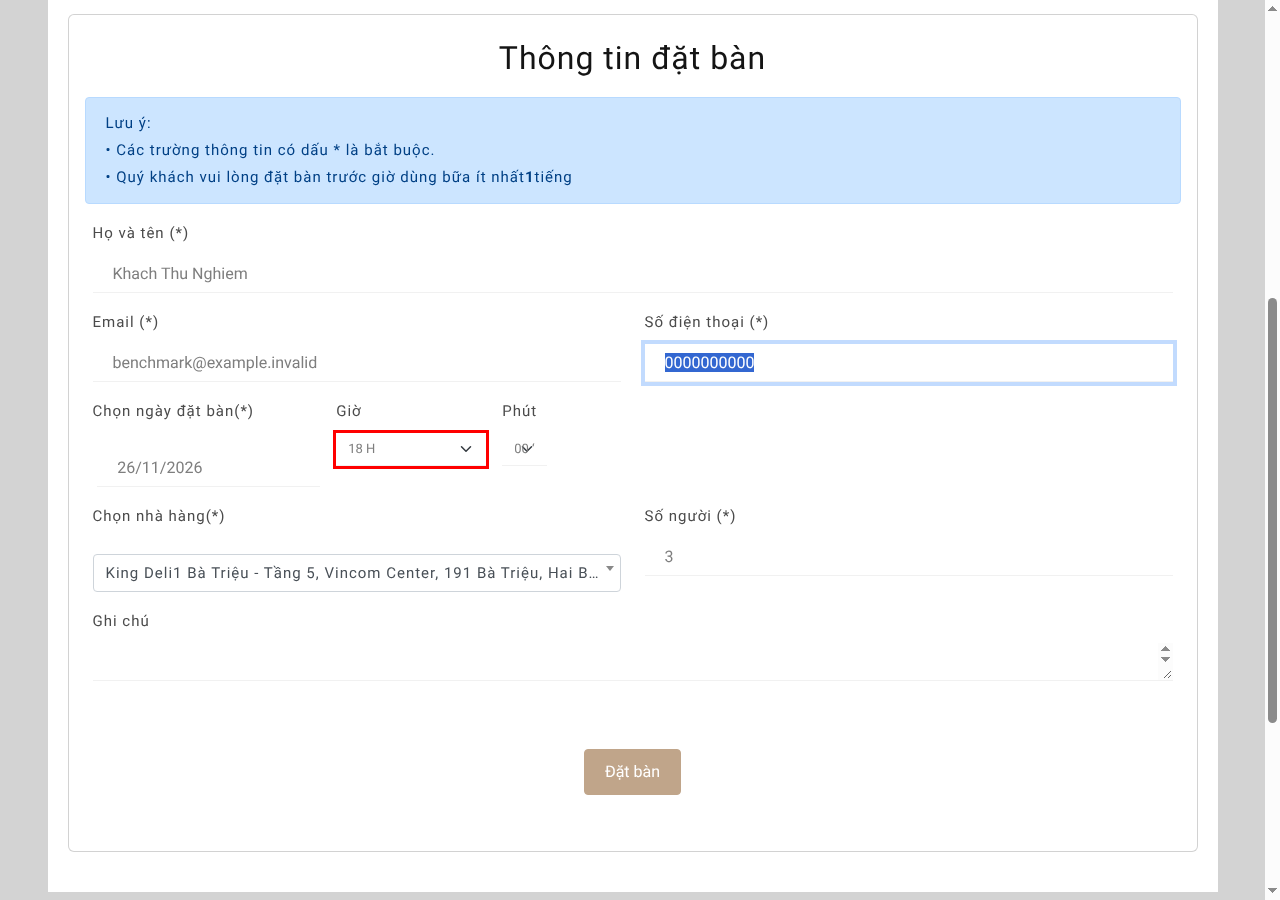 Thông tin đặt bàn
Lưu ý:
• Các trường thông tin có dấu * là bắt buộc.
• Quý khách vui lòng đặt bàn trước giờ dùng bữa ít nhất1tiếng
Họ và tên (*)
Khach Thu Nghiem
Email (*)
Số điện thoại (*)
benchmark@example.invalid
0000000000
Chọn ngày đặt bàn(*)
Giờ
Phút
18 H
00'
26/11/2026
Chọn nhà hàng(*)
Số người (*)
3
King Deli1 Bà Triệu - Tầng 5, Vincom Center, 191 Bà Triệu, Hai B...
Ghi chú
Đặt bàn